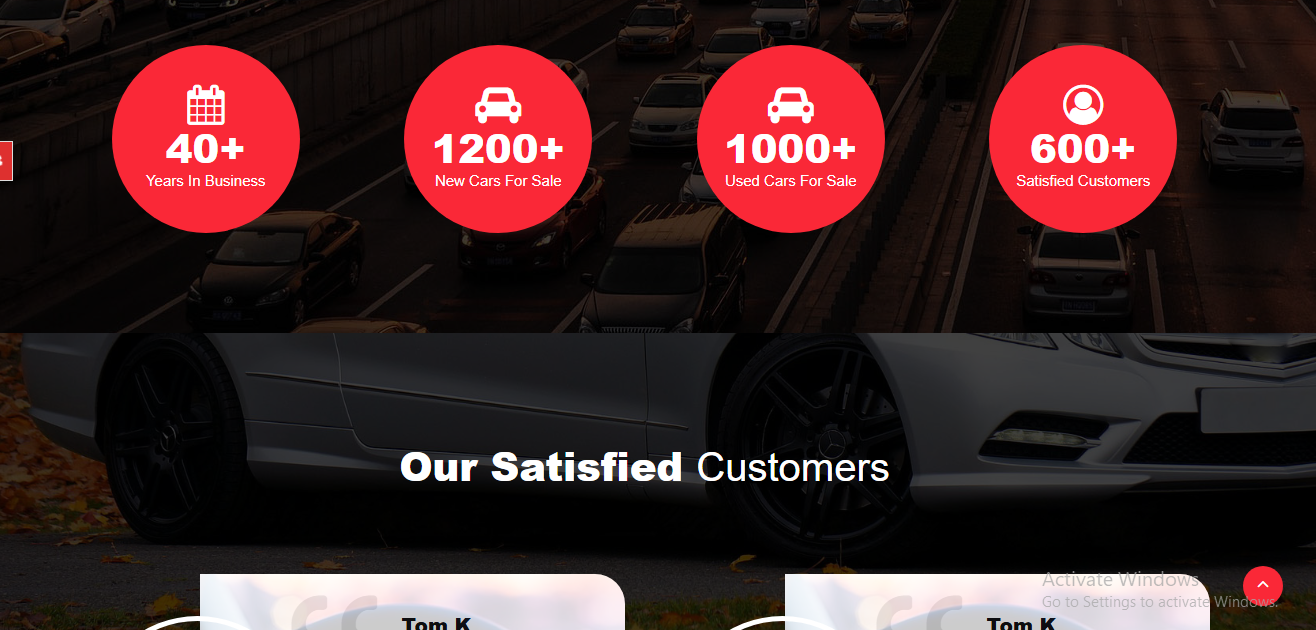 40+
Years In Business
1200+
New Cars For Sale
1000+
Used Cars For Sale
600+
Satisfied Customers
Our Satisfied Customers
Tom K
Tom K
Activate Windows
Go to Settings to activate Windows.